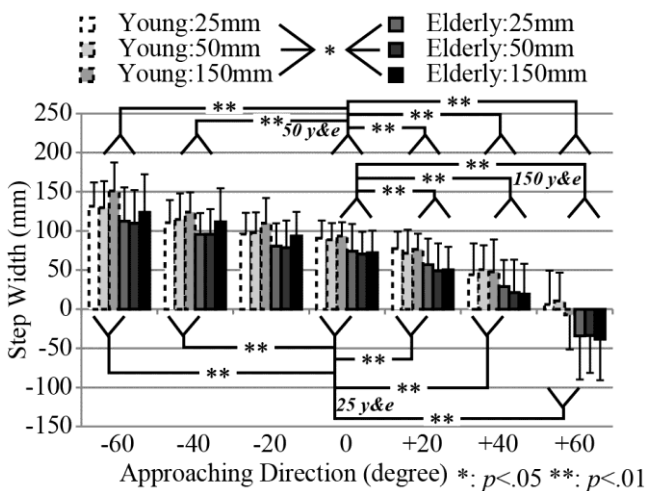 Young:25mm Elderly:25mm
Young:50mm * Elderly:50mm
Young:150mm Elderly:150mm
250
200
150
100
50
0
-50
-100
-150
Step Width (mm)
** **
** 50 y&e ** **
** 150 y&e
**
**
** **
** **
25 y&e
**
-60 -40 -20 0 +20 +40 +60
Approaching Direction (degree) *: p<.05 **: p<.01